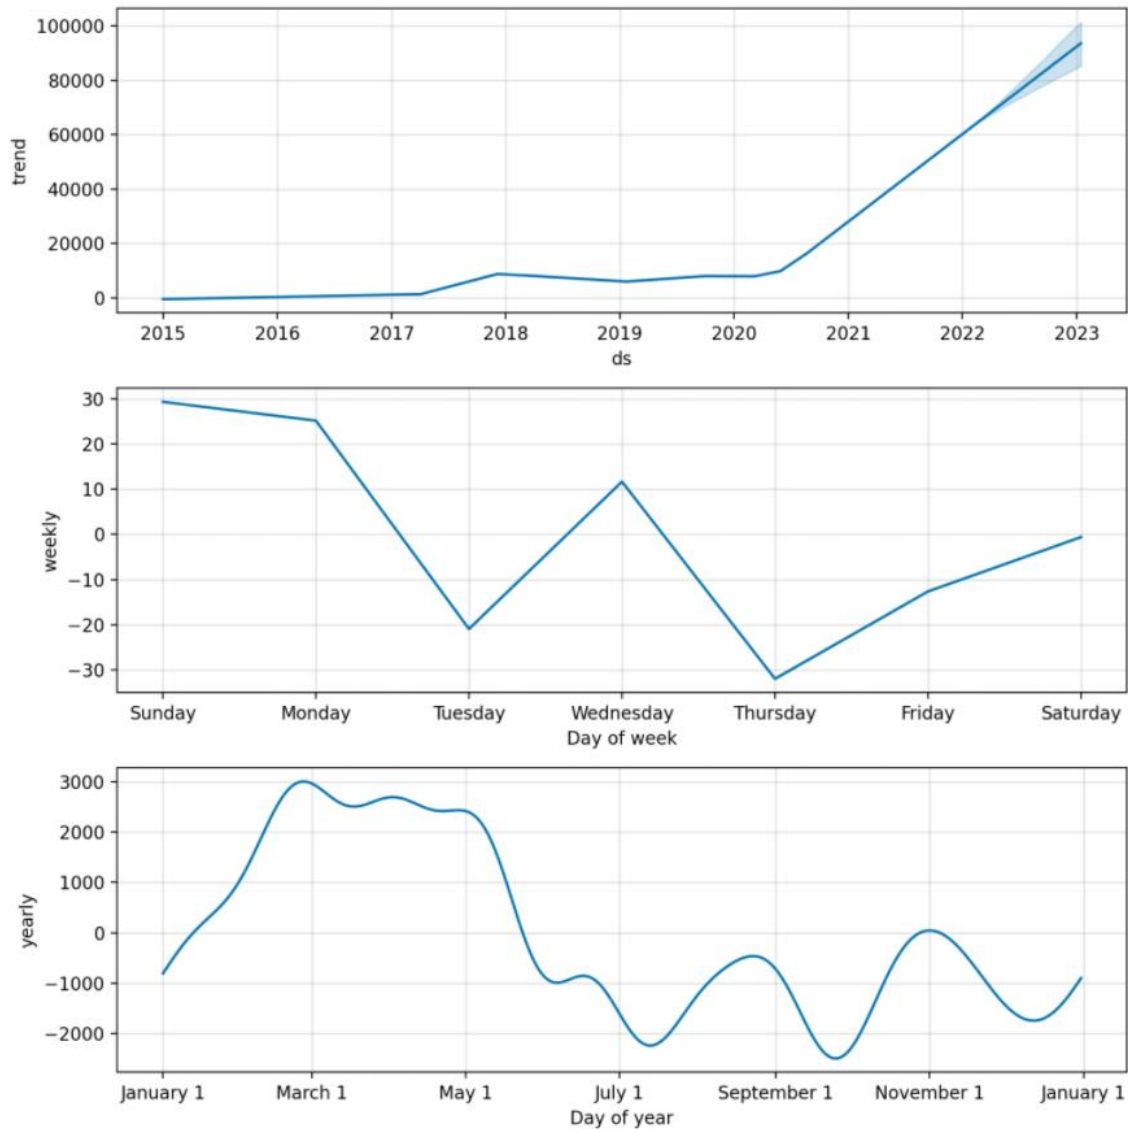 100000
80000
60000
40000
20000
0
trend
2015 2016 2017 2018 2019 2020 2021 2022 2023
ds
30
20
10
0
−10
−20
−30
weekly
Sunday Monday Tuesday Wednesday Thursday Friday Saturday
Day of week
3000
2000
1000
0
−1000
−2000
yearly
January 1 March 1 May 1 July 1 September 1 November 1 January 1
Day of year